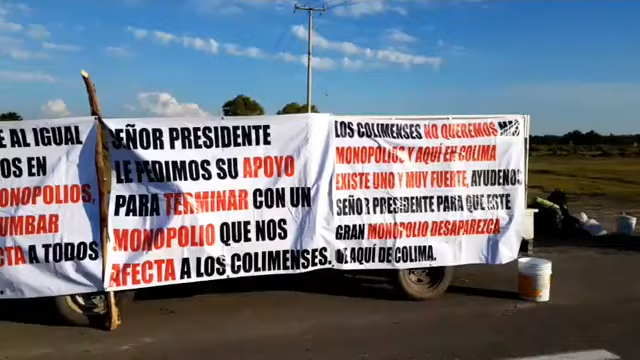 E AL IGUAL
OS EN
ONOPOLIOS,
UMBAR
CTA A TODOS
SEÑOR PRESIDENTE
LE PEDIMOS SU APOYO
PARA TERMINAR CON UN
MONOPOLIO QUE NOS
AFECTA A LOS COLIMENSES.
LOS COLIMENSES NO QUEREMOS MAS
MONOPOLIOS Y AQUÍ EN COLIMA
EXISTE UNO Y MUY FUERTE, AYUDENOS
SEÑOR PRESIDENTE PARA QUE ESTE
GRAN MONOPOLIO DESAPAREZCA
DE AQUÍ DE COLIMA.